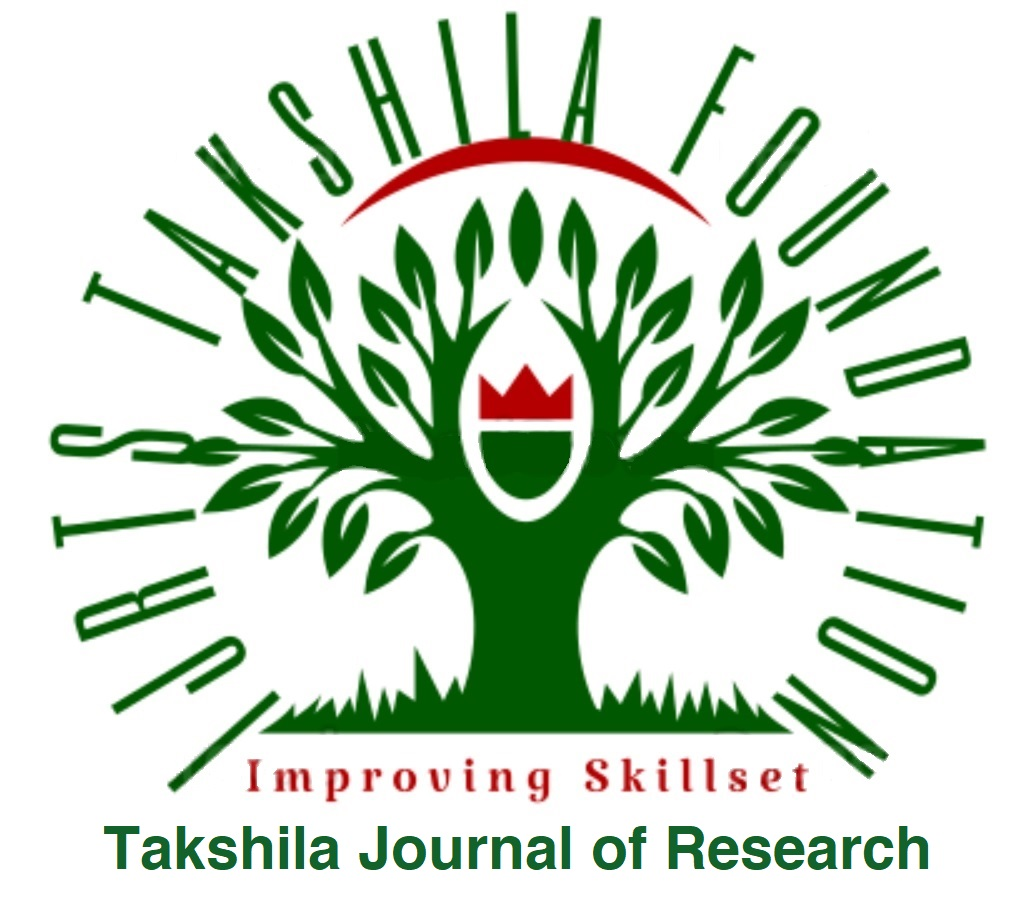 IJRTS TAKSHILA FOUNDATION
Improving Skillset
Takshila Journal of Research